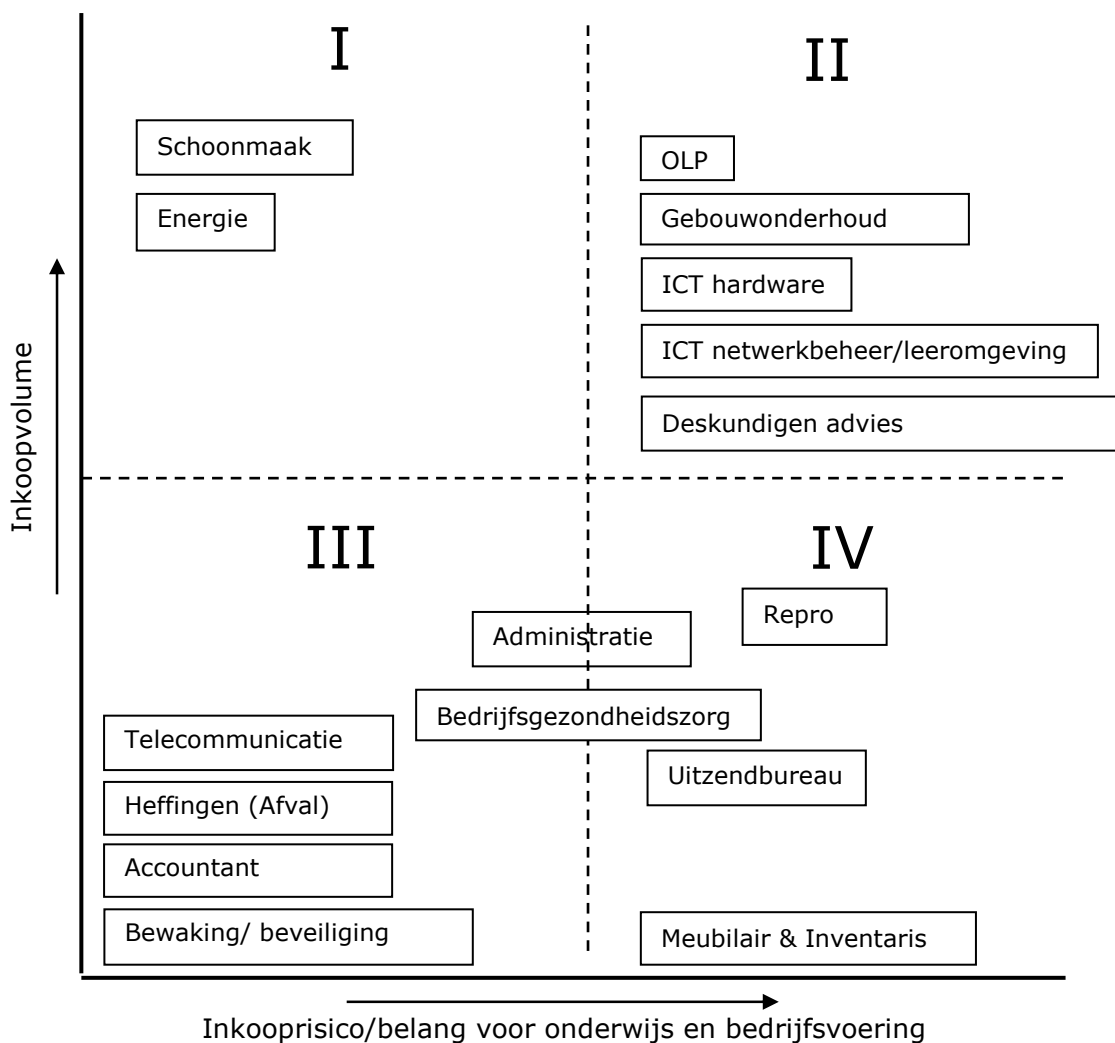 I
II
Schoonmaak
OLP
Energie
Gebouwonderhoud
ICT hardware
ICT netwerkbeheer/leeromgeving
Deskundigen advies
Inkoopvolume
III
IV
Repro
Administratie
Bedrijfsgezondheidszorg
Telecommunicatie
Uitzendbureau
Heffingen (Afval)
Accountant
Bewaking/ beveiliging
Meubilair & Inventaris
Inkooprisico/belang voor onderwijs en bedrijfsvoering